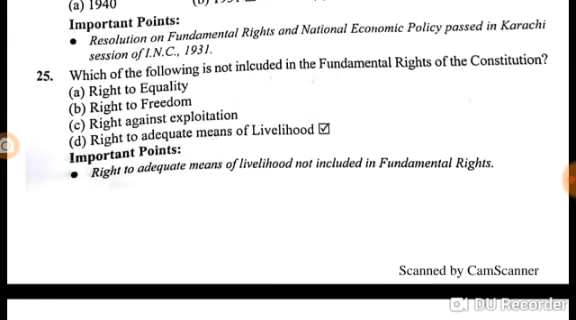 (a) 1940
Important Points:
• Resolution on Fundamental Rights and National Economic Policy passed in Karachi
session of I.N.C., 1931.
25. Which of the following is not inlcuded in the Fundamental Rights of the Constitution?
(a) Right to Equality
(b) Right to Freedom
(c) Right against exploitation
(d) Right to adequate means of Livelihood ☑
Important Points:
• Right to adequate means of livelihood not included in Fundamental Rights.
Scanned by CamScanner
DU Recorder